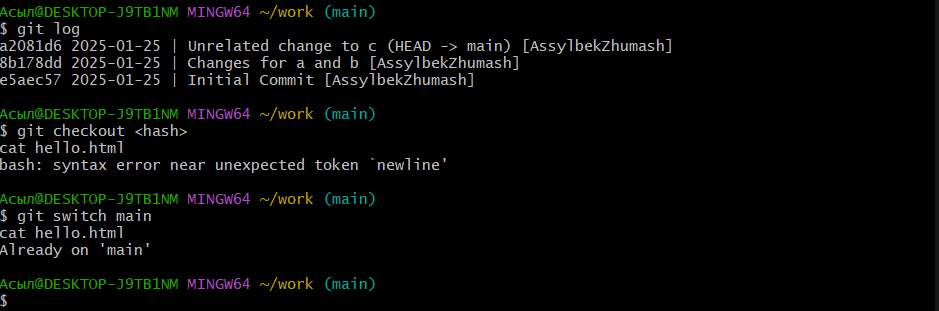 Асыл@DESKTOP-J9TB1NM MINGW64 ~/work (main)
$ git log
a2081d6 2025-01-25 | Unrelated change to c (HEAD -> main) [AssylbekZhumash]
8b178dd 2025-01-25 | Changes for a and b [AssylbekZhumash]
e5aec57 2025-01-25 | Initial Commit [AssylbekZhumash]
Асыл@DESKTOP-J9TB1NM MINGW64 ~/work (main)
$ git checkout <hash>
cat hello.html
bash: syntax error near unexpected token `newline'
Асыл@DESKTOP-J9TB1NM MINGW64 ~/work (main)
$ git switch main
cat hello.html
Already on 'main'
Асыл@DESKTOP-J9TB1NM MINGW64 ~/work (main)
$